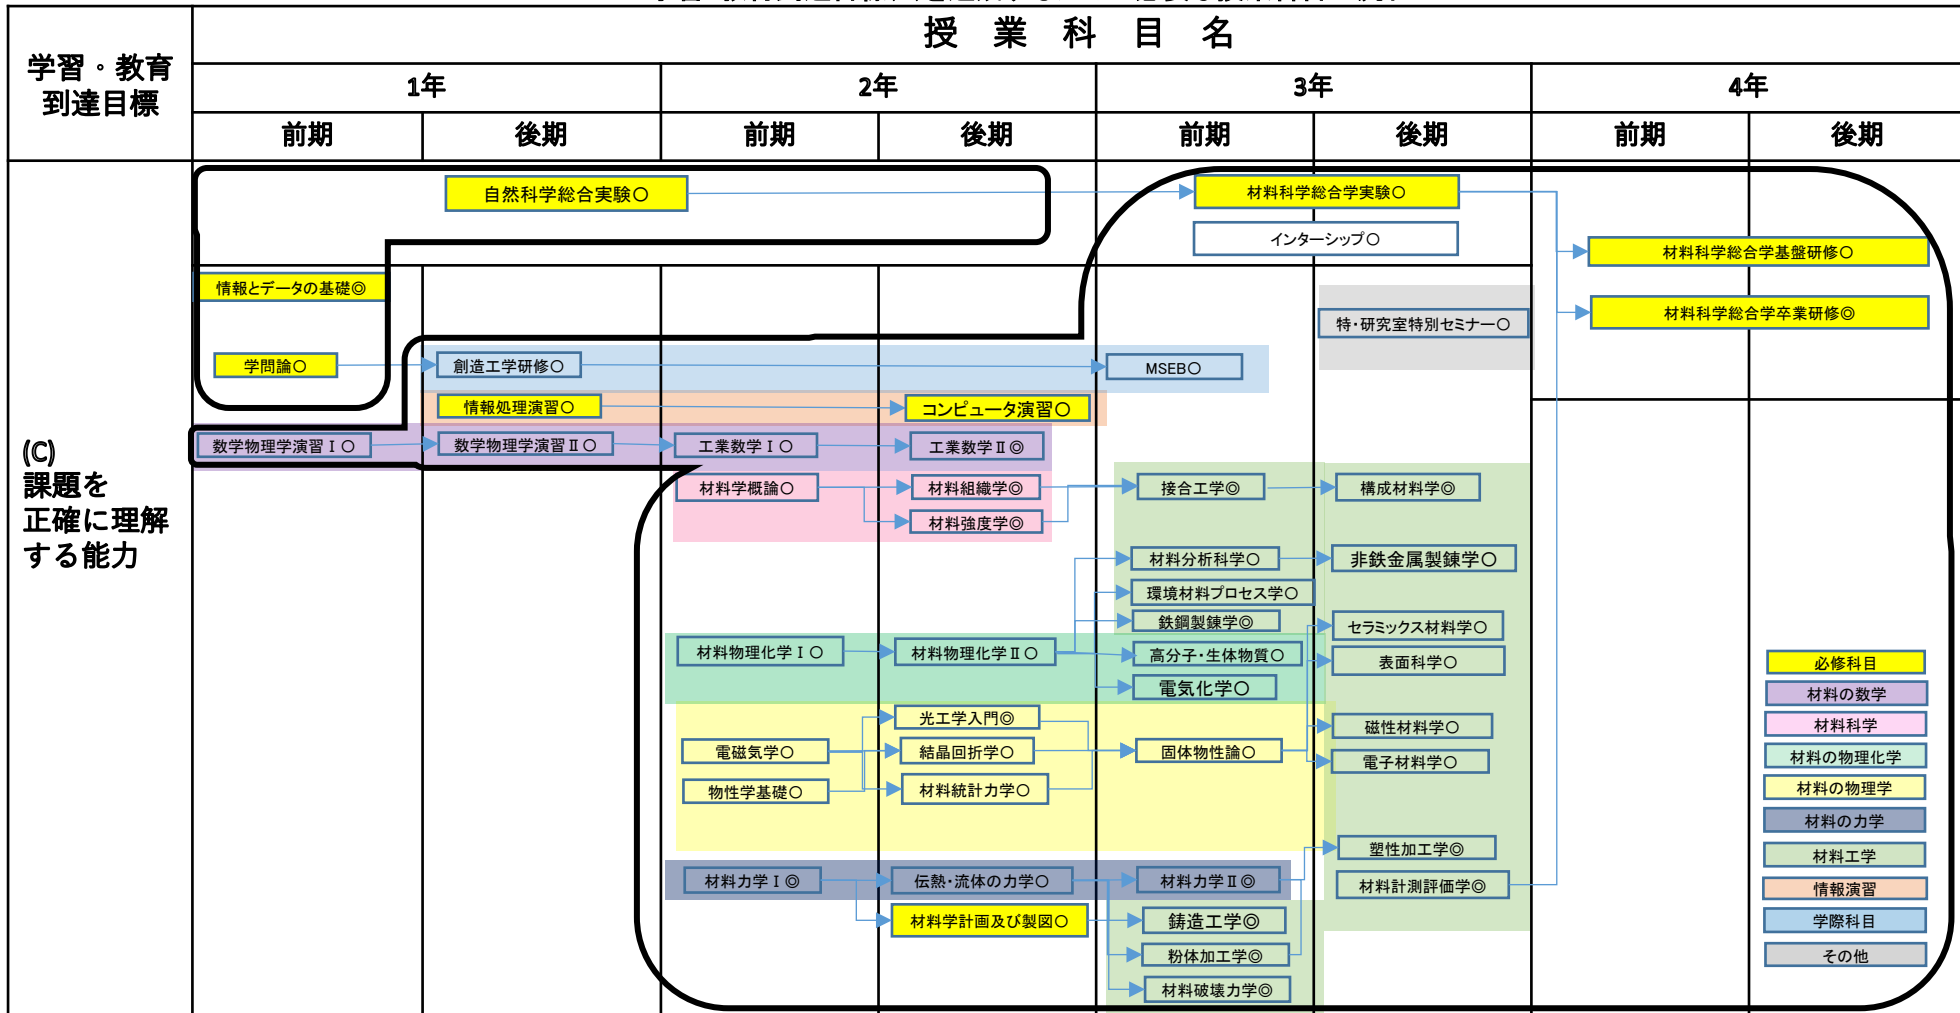 授 業 科 目 名
学習・教育
到達目標
1年
2年
3年
4年
前期
後期
前期
後期
前期
後期
前期
後期
自然科学総合実験○
材料科学総合学実験○
インターシップ○
材料科学総合学基盤研修○
情報とデータの基礎◎
特・研究室特別セミナー○
材料科学総合学卒業研修◎
学問論○
創造工学研修○
MSEB○
情報処理演習○
コンピュータ演習○
数学物理学演習Ⅰ○
数学物理学演習Ⅱ○
工業数学Ⅰ○
工業数学Ⅱ◎
(C)
課題を
正確に理解
する能力
材料学概論○
材料組織学◎
接合工学◎
構成材料学◎
材料強度学◎
材料分析科学○
非鉄金属製錬学○
環境材料プロセス学○
鉄鋼製錬学◎
セラミックス材料学○
材料物理化学Ⅰ○
材料物理化学Ⅱ○
高分子・生体物質○
表面科学○
電気化学○
光工学入門◎
磁性材料学○
電磁気学○
結晶回折学○
固体物性論○
電子材料学○
物性学基礎○
材料統計力学○
塑性加工学◎
材料力学Ⅰ◎
伝熱・流体の力学○
材料力学Ⅱ◎
材料計測評価学◎
材料学計画及び製図○
鋳造工学◎
粉体加工学◎
材料破壊力学◎
必修科目
材料の数学
材料科学
材料の物理化学
材料の物理学
材料の力学
材料工学
情報演習
学際科目
その他